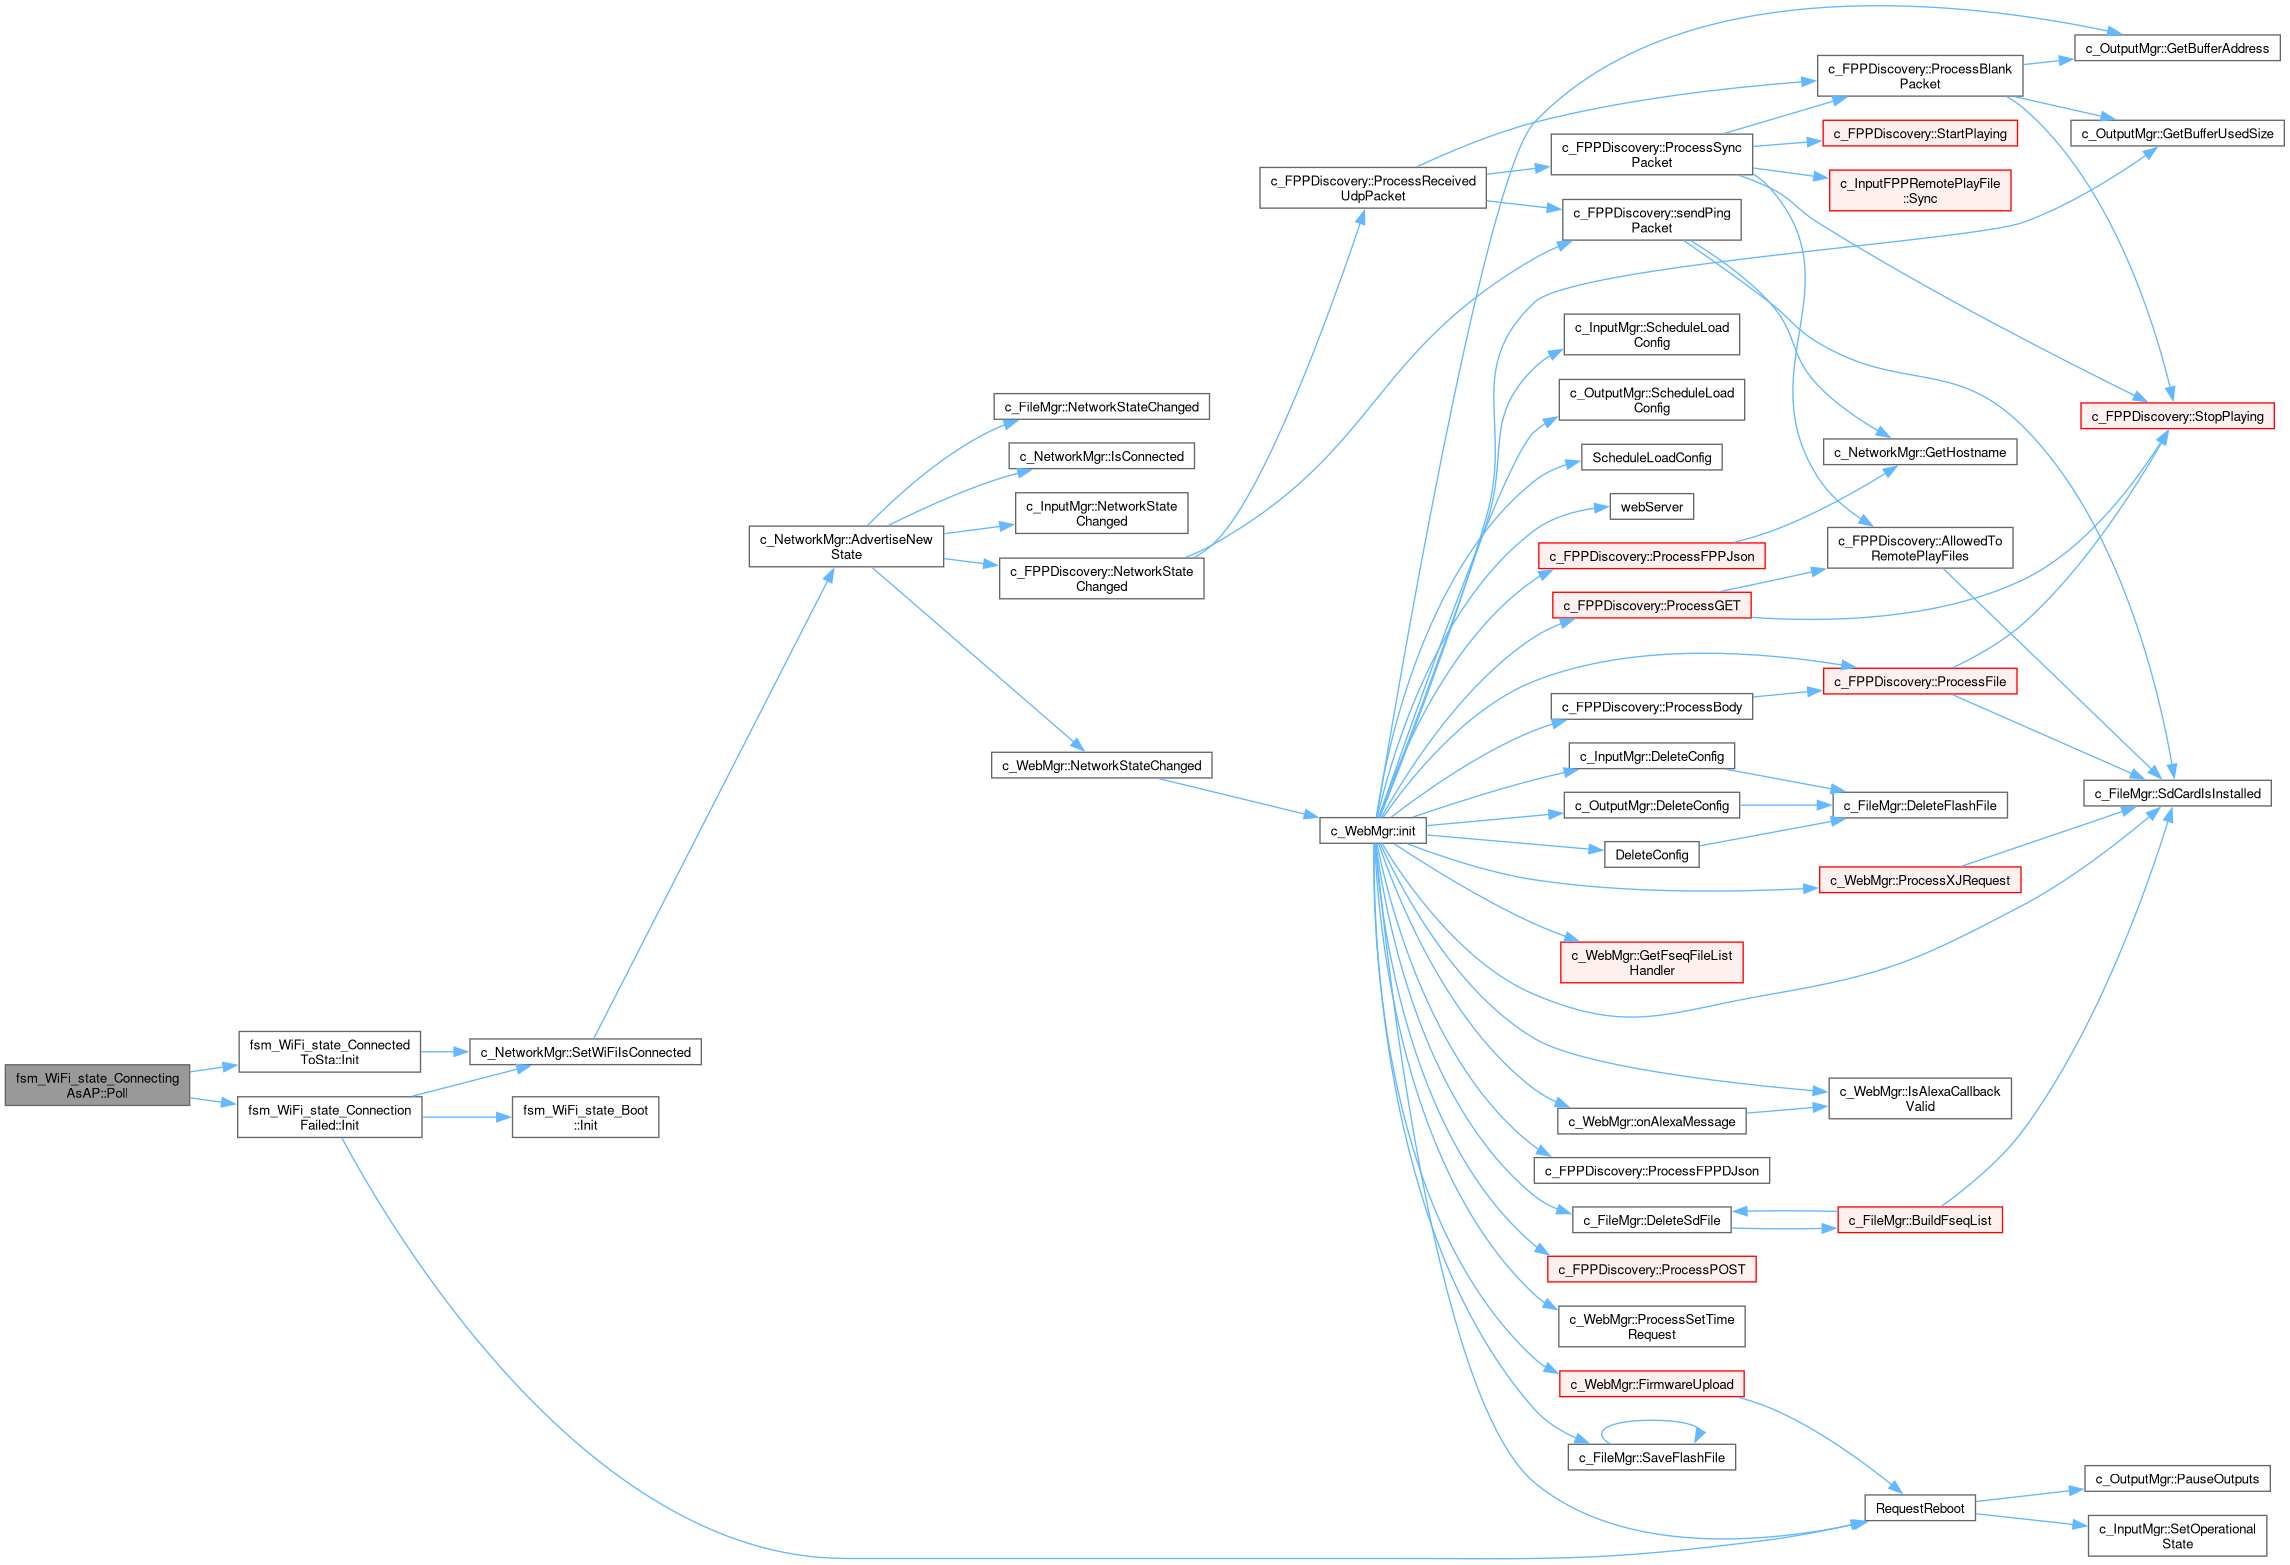 fsm_WiFi_state_Connecting
AsAP::Poll
fsm_WiFi_state_Connected
ToSta::Init
fsm_WiFi_state_Connection
Failed::Init
c_NetworkMgr::SetWiFiIsConnected
fsm_WiFi_state_Boot
::Init
c_NetworkMgr::AdvertiseNew
State
c_FileMgr::NetworkStateChanged
c_NetworkMgr::IsConnected
c_InputMgr::NetworkState
Changed
c_FPPDiscovery::NetworkState
Changed
c_WebMgr::NetworkStateChanged
c_FPPDiscovery::ProcessReceived
UdpPacket
c_WebMgr::init
c_FPPDiscovery::ProcessSync
Packet
c_FPPDiscovery::sendPing
Packet
c_InputMgr::ScheduleLoad
Config
c_OutputMgr::ScheduleLoad
Config
ScheduleLoadConfig
webServer
c_FPPDiscovery::ProcessFPPJson
c_FPPDiscovery::ProcessGET
c_FPPDiscovery::ProcessBody
c_InputMgr::DeleteConfig
c_OutputMgr::DeleteConfig
DeleteConfig
c_WebMgr::GetFseqFileList
Handler
c_WebMgr::onAlexaMessage
c_FPPDiscovery::ProcessFPPDJson
c_FileMgr::DeleteSdFile
c_FPPDiscovery::ProcessPOST
c_WebMgr::ProcessSetTime
Request
c_WebMgr::FirmwareUpload
c_FileMgr::SaveFlashFile
c_FPPDiscovery::ProcessBlank
Packet
c_FPPDiscovery::StartPlaying
c_InputFPPRemotePlayFile
::Sync
c_NetworkMgr::GetHostname
c_FPPDiscovery::AllowedTo
RemotePlayFiles
c_FPPDiscovery::ProcessFile
c_FileMgr::DeleteFlashFile
c_WebMgr::ProcessXJRequest
c_WebMgr::IsAlexaCallback
Valid
c_FileMgr::BuildFseqList
RequestReboot
c_OutputMgr::GetBufferAddress
c_OutputMgr::GetBufferUsedSize
c_FPPDiscovery::StopPlaying
c_FileMgr::SdCardIsInstalled
c_OutputMgr::PauseOutputs
c_InputMgr::SetOperational
State